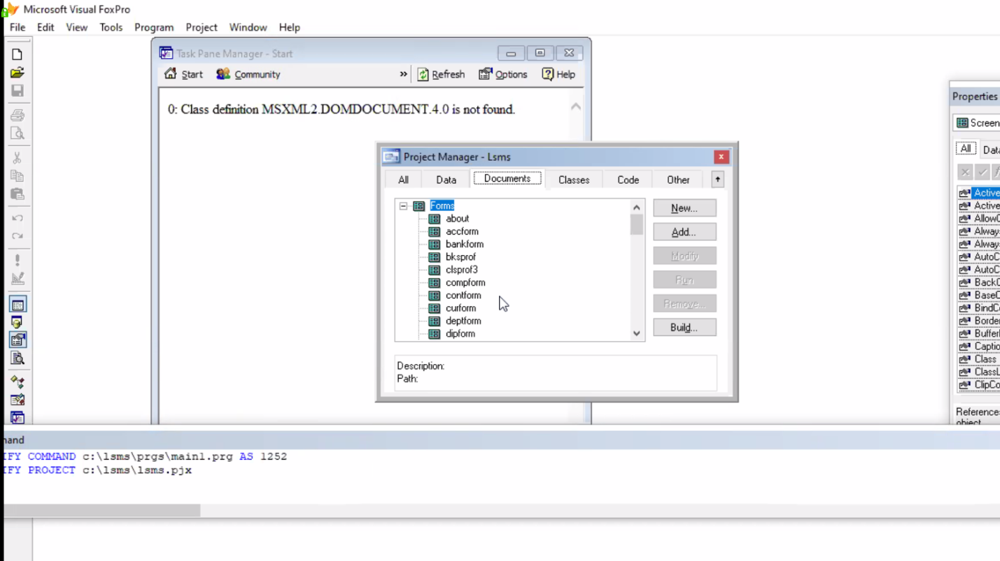 Microsoft Visual FoxPro
File Edit View Tools Program Project Window Help
Task Pane Manager - Start
Start Community » Refresh Options Help
0: Class definition MSXML2.DOMDOCUMENT.4.0 is not found.
Project Manager - Lsms
All Data Documents Classes Code Other
Forms
about
accform
bankform
bksprof
clsprof3
compform
contform
curform
deptform
dipform
New...
Add...
Modify
Run
Remove...
Build...
Description:
Path:
Properties
Screen
All Data
Active
Active
AllowC
Always
Always
AutoC
AutoC
BackC
BaseC
BindCo
Border
BufferM
Captio
Class
ClassL
ClipCo
References
object
mand
IFY COMMAND c:\lsms\prgs\main1.prg AS 1252
IFY PROJECT c:\lsms\lsms.pjx